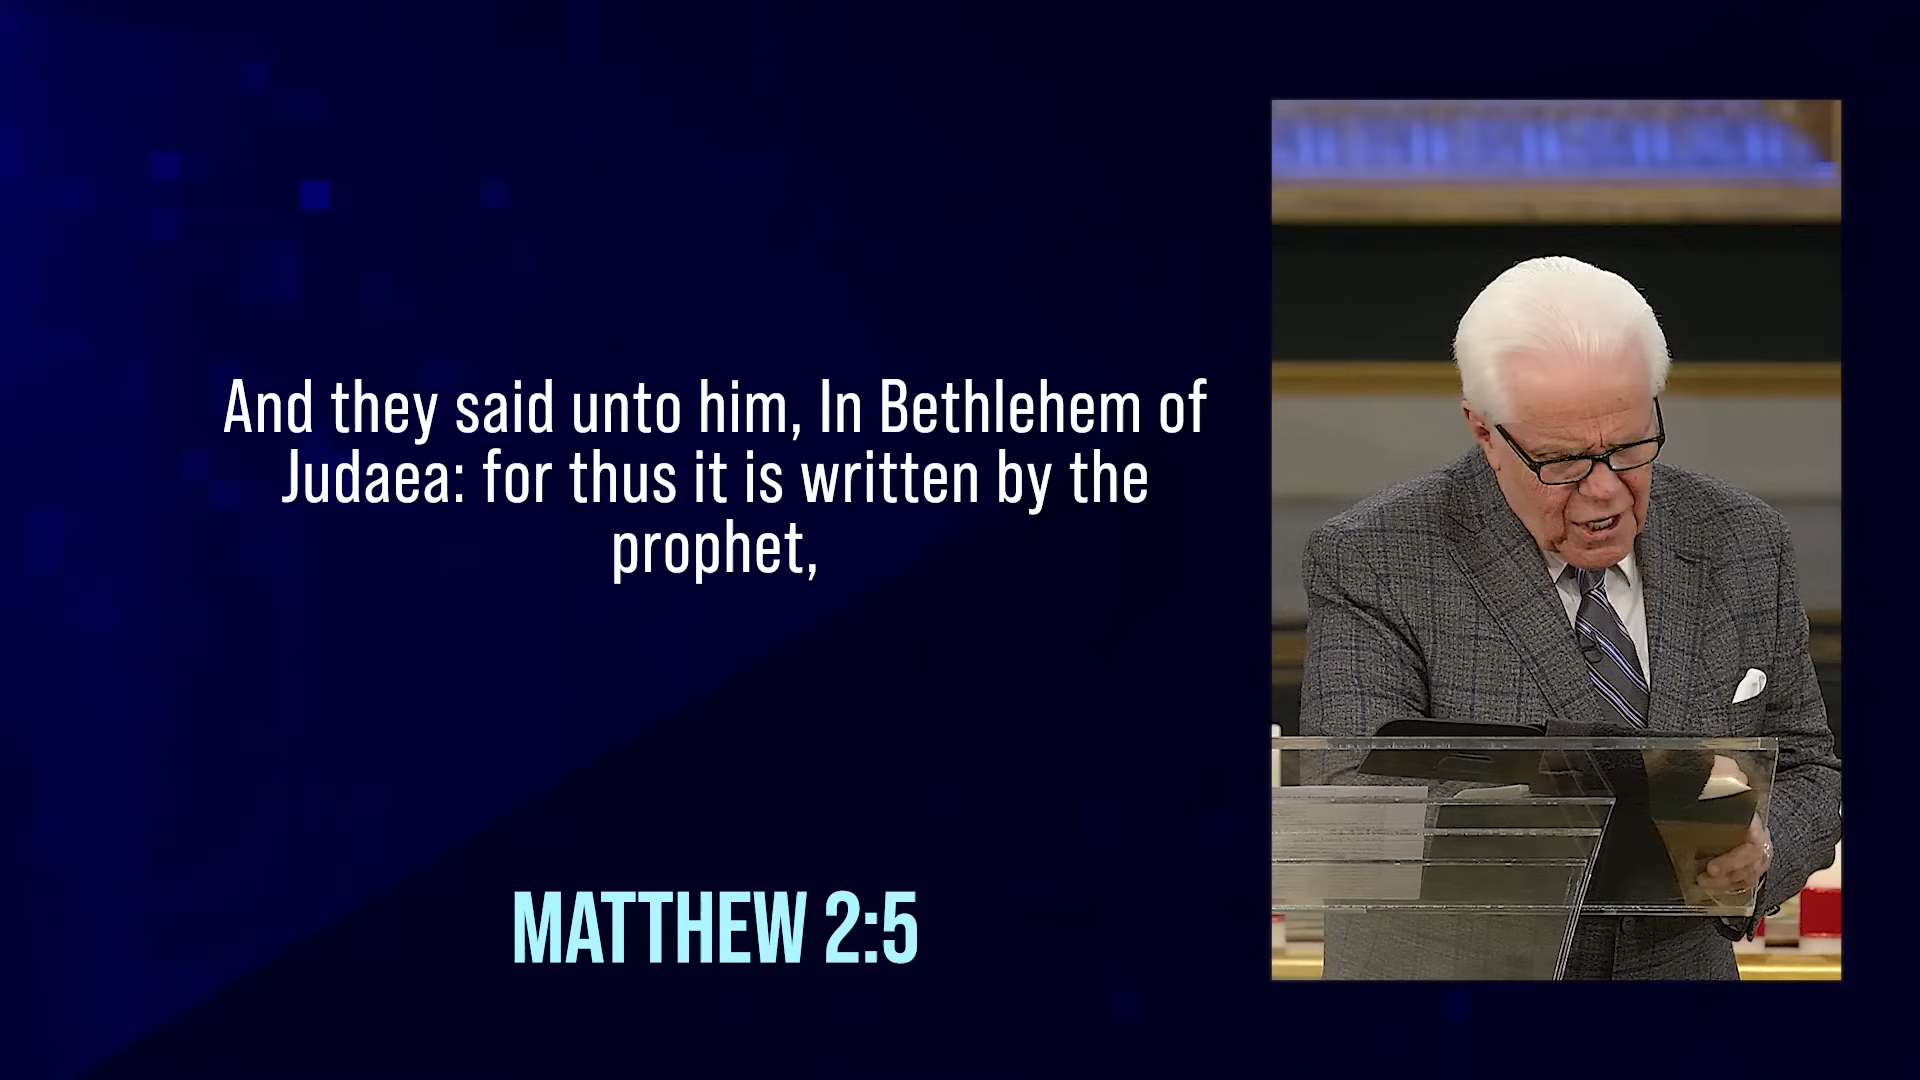 And they said unto him, In Bethlehem of
Judaea: for thus it is written by the
prophet,
MATTHEW 2:5